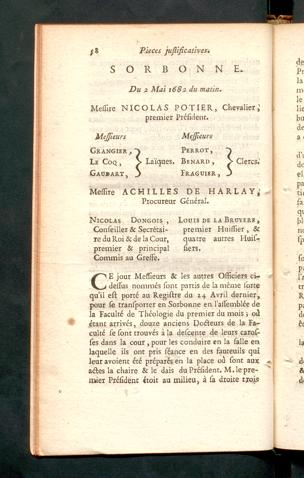 58 Pieces justificatives.
SORBONNE.
Du 2 Mai 1682 du matin.
Messire NICOLAS POTIER, Chevalier,
premier Président.
Messieurs Messieurs
GRANGIER, PERROT,
LE COQ, Laïques. BENARD, Clercs.
GAUDART, FRAGUIER,
Messire ACHILLES DE HARLAY,
Procureur Général.
NICOLAS DONGOIS, LOUIS DE LA BRUYERE,
Conseiller & Secrétai- premier Huissier, &
re du Roi & de la Cour, quatre autres Huis-
premier & principal siers.
Commis au Greffe.
CE jour Messieurs & les autres Officiers ci-
dessus nommés sont partis de la même sorte
qu'il est porté au Registre du 24 Avril dernier,
pour se transporter en Sorbonne en l'assemblée de
la Faculté de Théologie du premier du mois; où
étant arrivés, douze anciens Docteurs de la Fa-
culté se sont trouvés à la descente de leurs caros-
ses dans la cour, pour les conduire en la salle en
laquelle ils ont pris séance en des fauteuils qui
leur avoient été préparés en la place où sont aux
actes la chaire & le dais du Président. M. le pre-
mier Président étoit au milieu, à sa droite trois